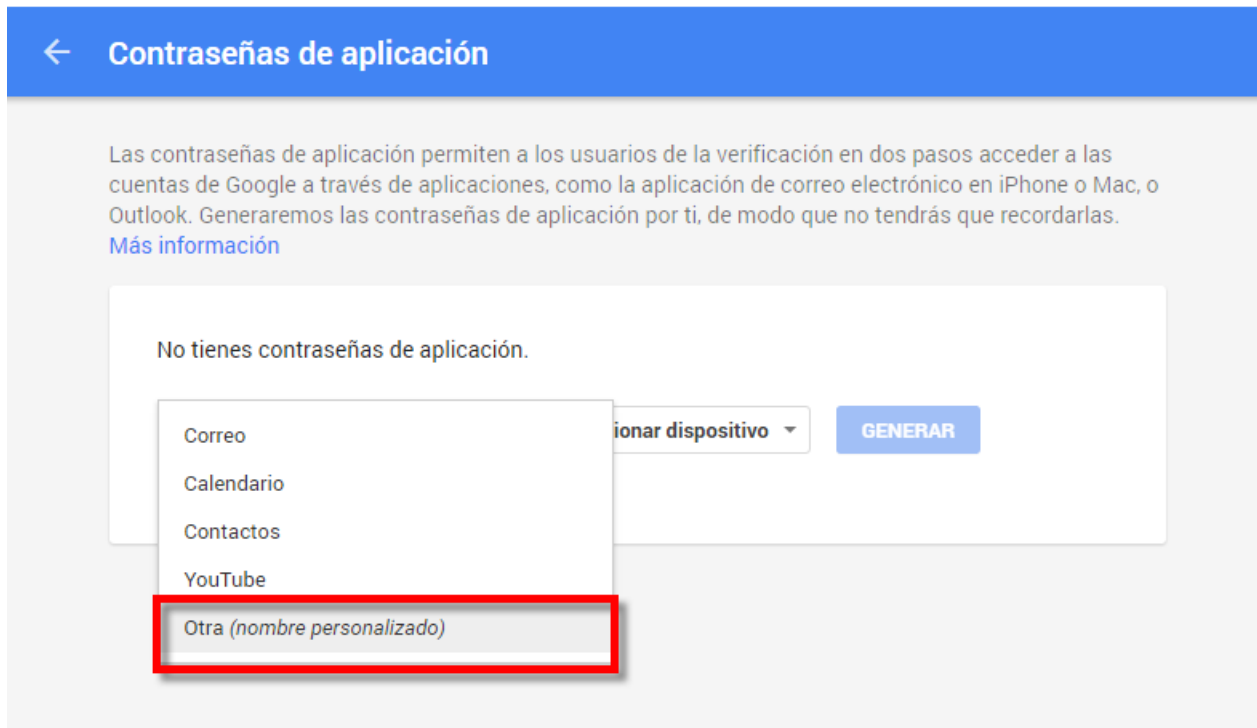 Contraseñas de aplicación
Las contraseñas de aplicación permiten a los usuarios de la verificación en dos pasos acceder a las
cuentas de Google a través de aplicaciones, como la aplicación de correo electrónico en iPhone o Mac, o
Outlook. Generaremos las contraseñas de aplicación por ti, de modo que no tendrás que recordarlas.
Más información
No tienes contraseñas de aplicación.
ionar dispositivo
GENERAR
Correo
Calendario
Contactos
YouTube
Otra (nombre personalizado)